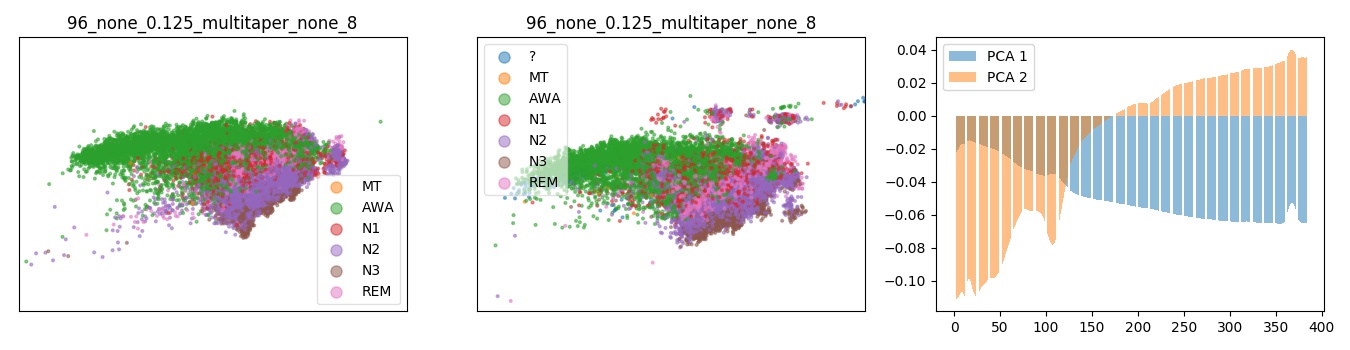 96_none_0.125_multitaper_none_8
MT
AWA
N1
N2
N3
REM
96_none_0.125_multitaper_none_8
?
MT
AWA
N1
N2
N3
REM
PCA 1
PCA 2
0.04
0.02
0.00
−0.02
−0.04
−0.06
−0.08
−0.10
0 50 100 150 200 250 300 350 400